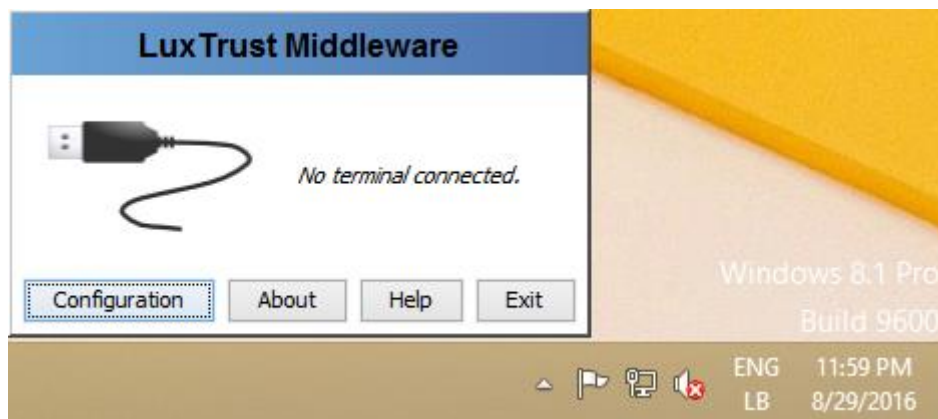 LuxTrust Middleware
No terminal connected.
Configuration About Help Exit
Windows 8.1 Pro
Build 9600
ENG 11:59 PM
LB 8/29/2016